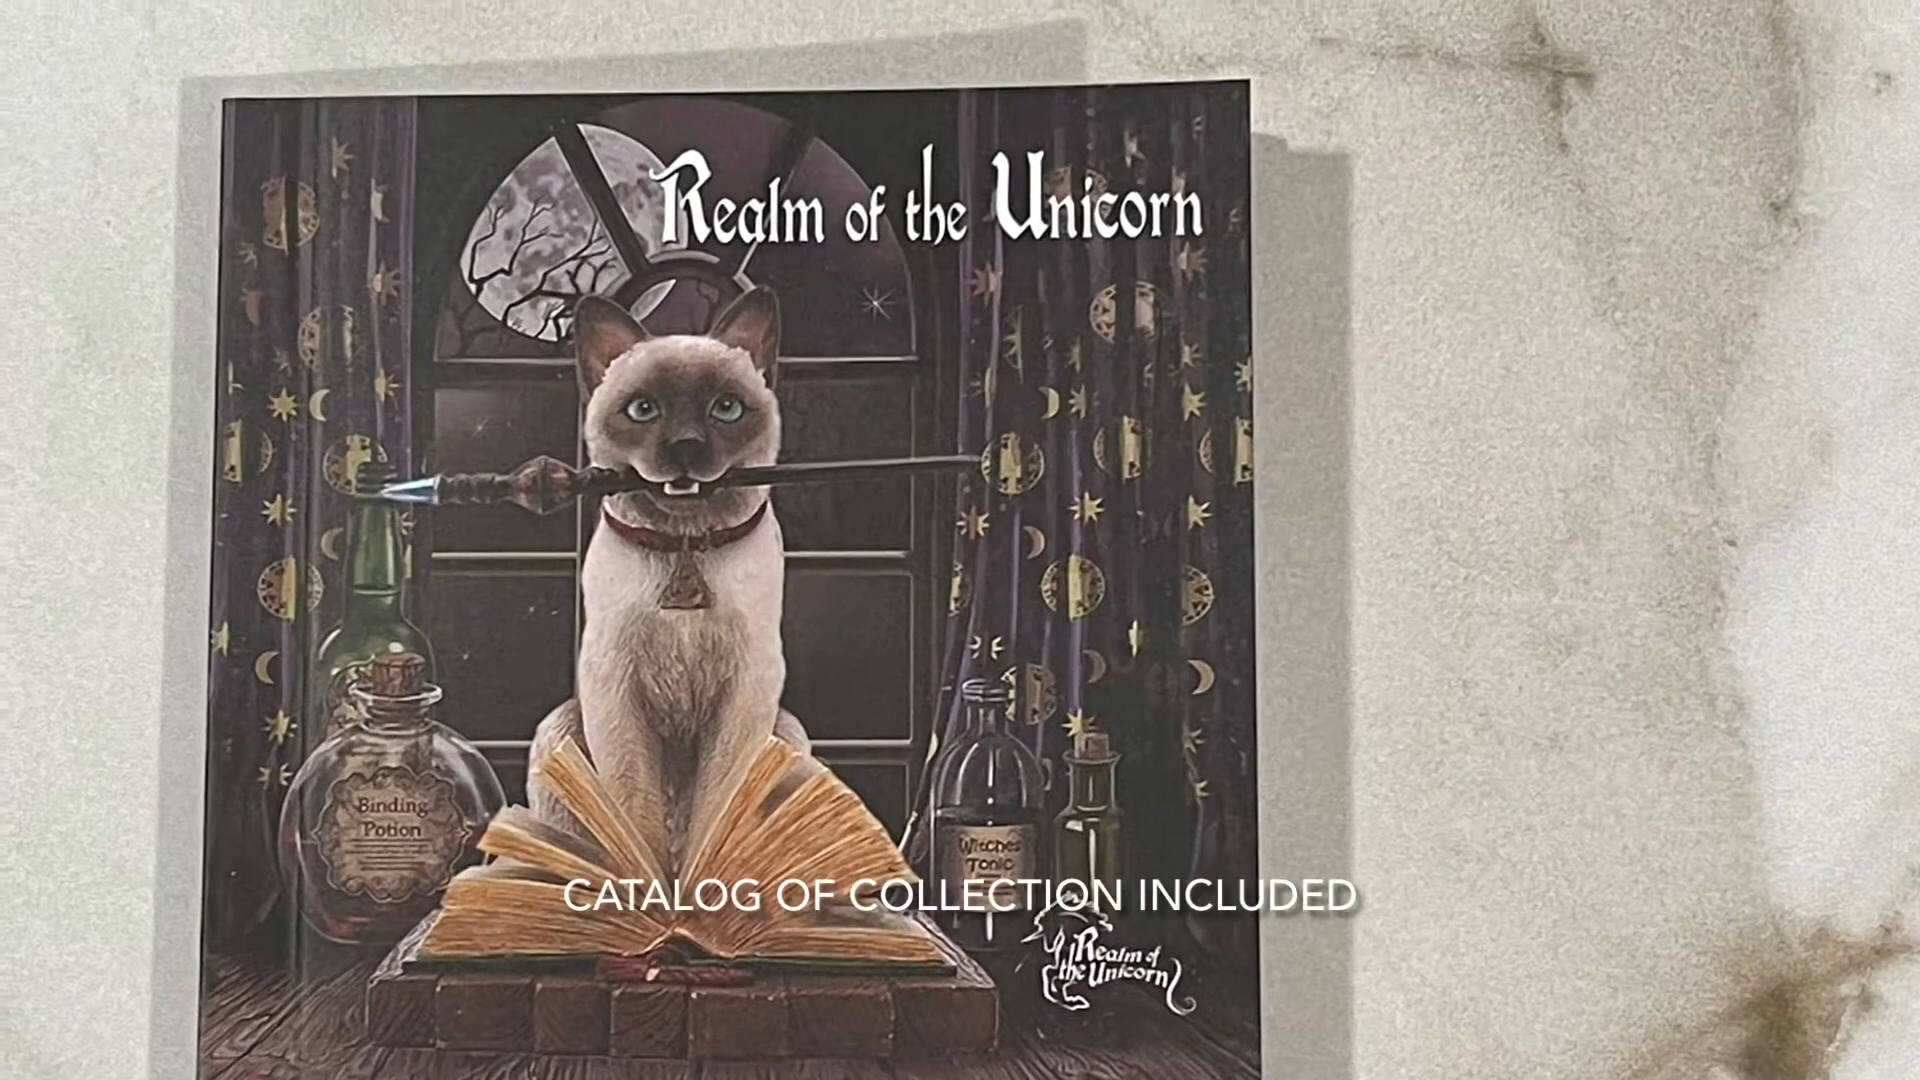 Realm of the Unicorn
Binding
Potion
Witches
Tonic
CATALOG OF COLLECTION INCLUDED
Realm of
the Unicorn